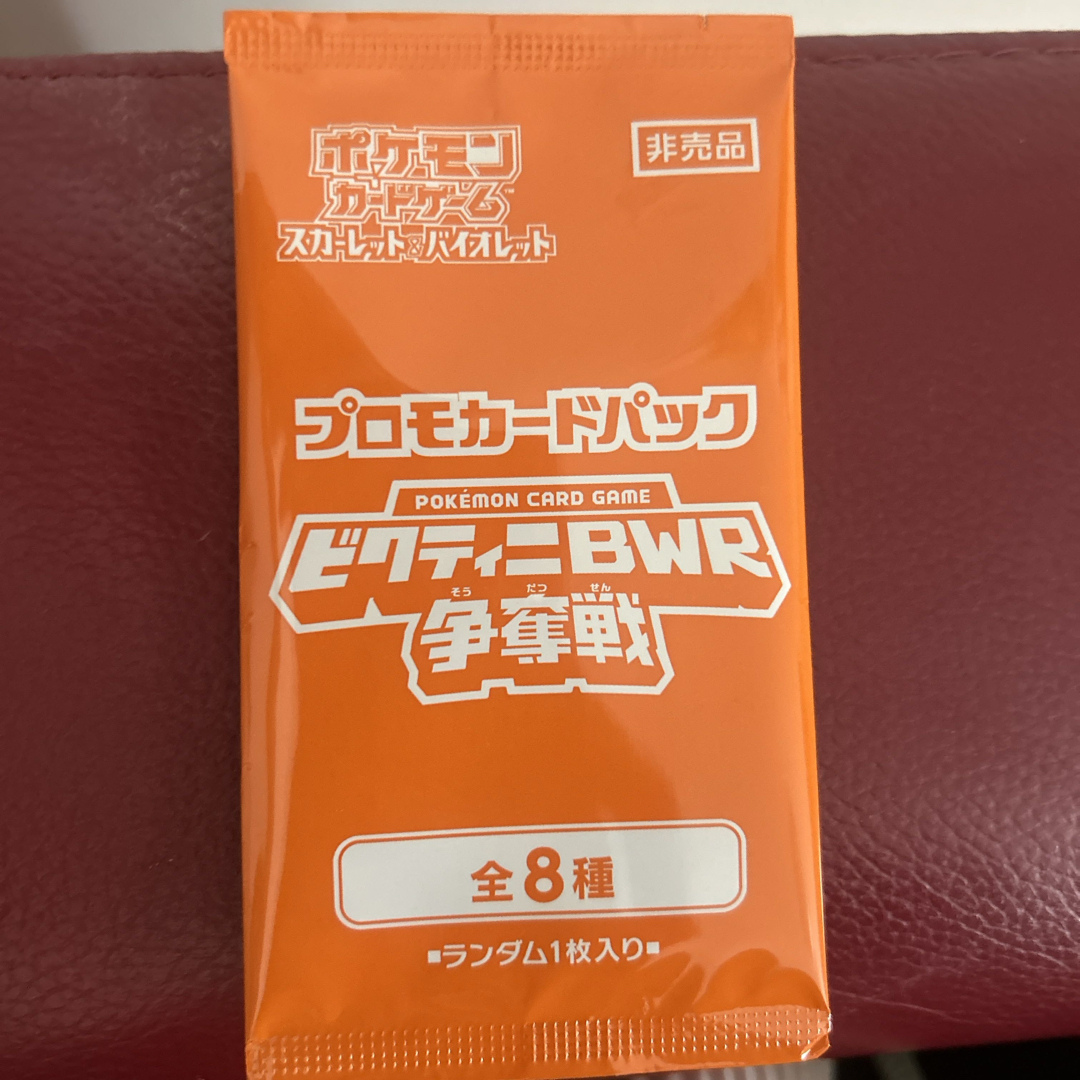 ポケモン
カードゲーム™
スカーレット&バイオレット
非売品
プロモカードパック
POKÉMON CARD GAME
ビクティニBWR
そう だつ せん
争奪戦
全8種
■ランダム1枚入り■